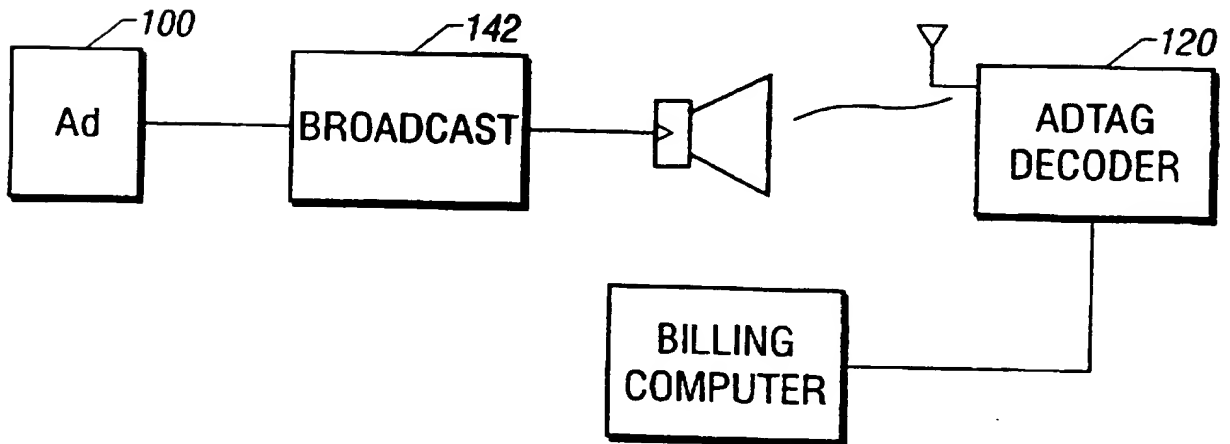 100
Ad
142
BROADCAST
120
ADTAG
DECODER
BILLING
COMPUTER